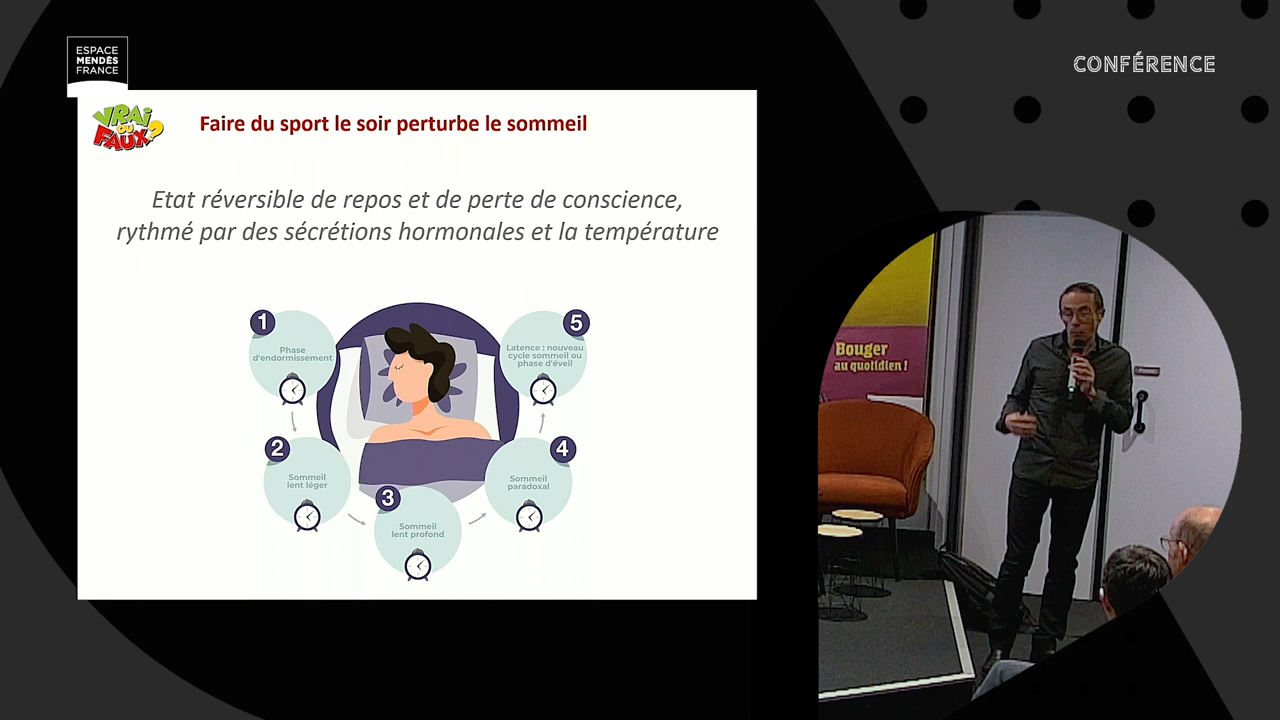 ESPACE
MENDÈS
FRANCE
CONFÉRENCE
VRAI
OU
FAUX?
Faire du sport le soir perturbe le sommeil
Etat réversible de repos et de perte de conscience,
rythmé par des sécrétions hormonales et la température
1
Phase
d'endormissement
2
Sommeil
lent léger
3
Sommeil
lent profond
4
Sommeil
paradoxal
5
Latence : nouveau
cycle sommeil ou
phase d'éveil
Bouger
au quotidien !